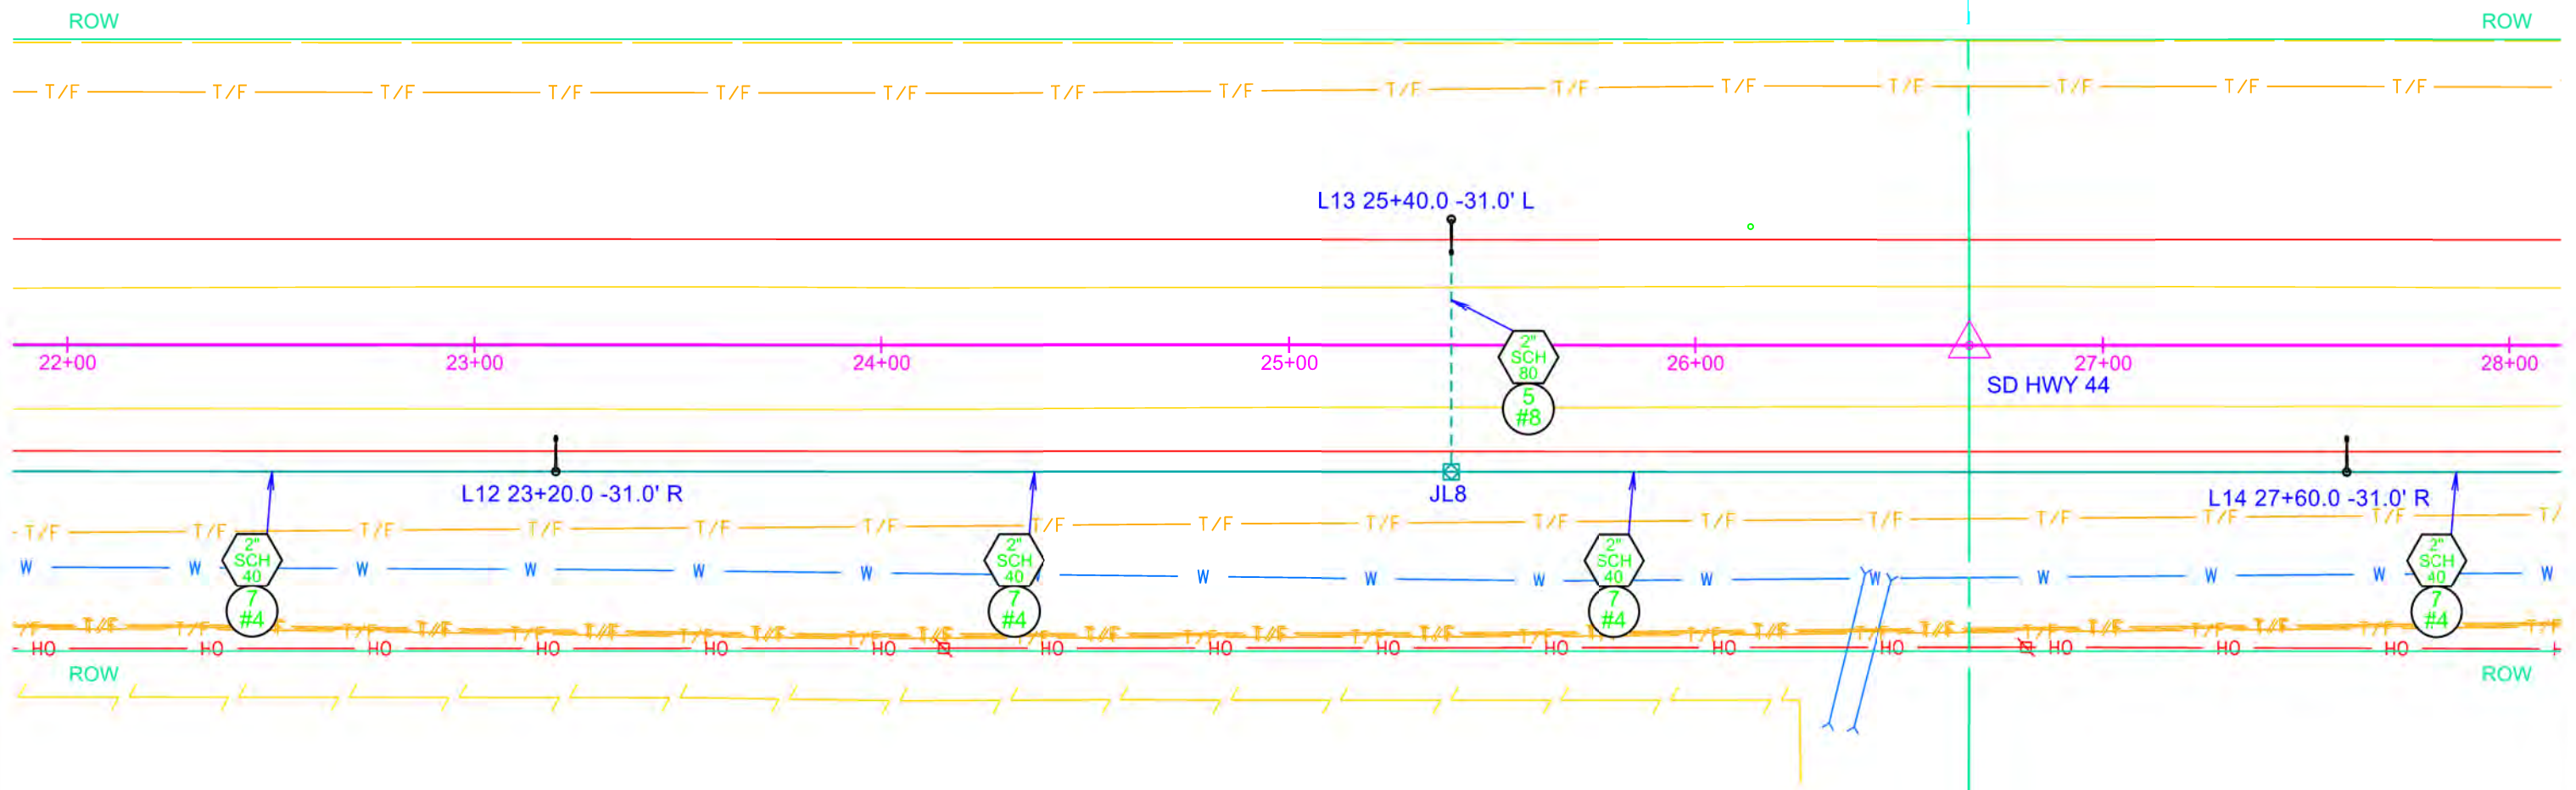 ROW ROW
T/F T/F T/F T/F T/F T/F T/F T/F T/F T/F T/F T/F T/F T/F T/F
L13 25+40.0 -31.0' L
2"
SCH
80
5
#8
22+00 23+00 24+00 25+00 26+00 27+00 28+00
SD HWY 44
L12 23+20.0 -31.0' R
JL8
L14 27+60.0 -31.0' R
T/F T/F T/F T/F T/F T/F T/F T/F T/F T/F T/F T/F T/F T/F T/F T/
2"
SCH
40
7
#4
2"
SCH
40
7
#4
2"
SCH
40
7
#4
2"
SCH
40
7
#4
W W W W W W W W W W W W W W W
HO HO HO HO HO HO HO HO HO HO HO HO HO HO HO
ROW ROW